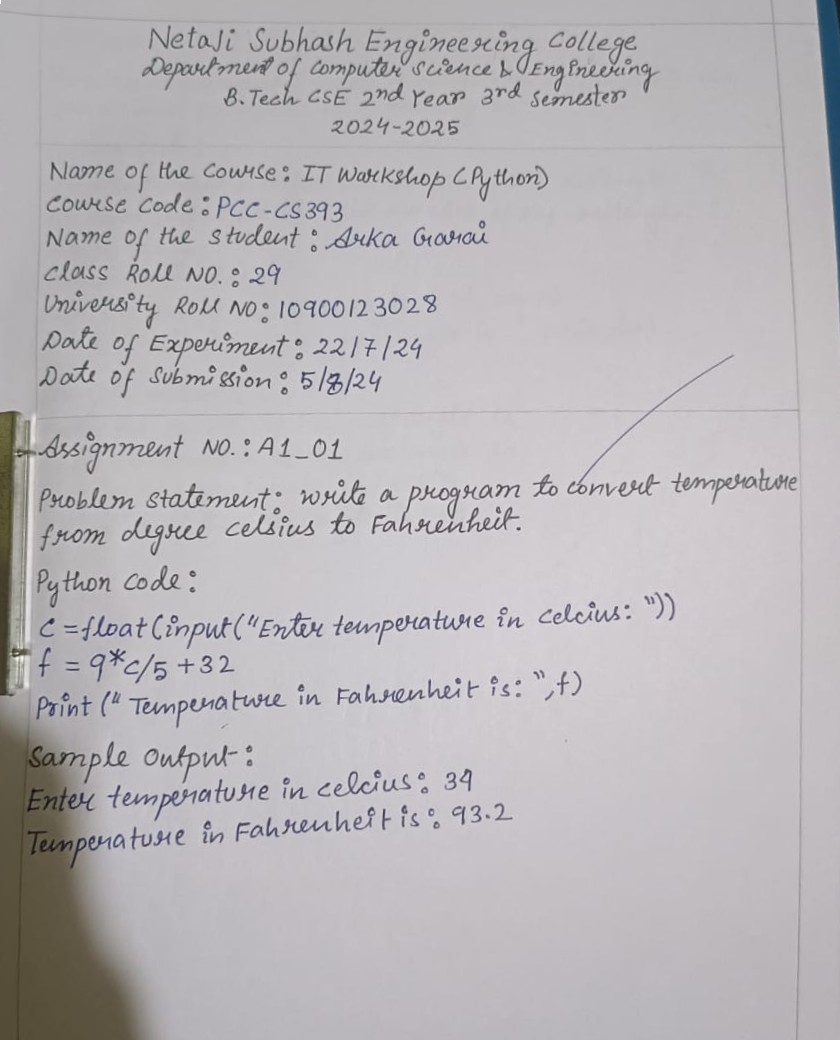 Netaji Subhash Engineering College
Department of Computer Science & Engineering
B.Tech CSE 2nd Year 3rd Semester
2024-2025
Name of the Course: IT Workshop (Python)
Course Code: PCC-CS393
Name of the Student: Arka Garai
Class Roll NO.: 29
University Roll NO: 10900123028
Date of Experiment: 22/7/24
Date of Submission: 5/8/24
Assignment NO.: A1_01
Problem Statement: Write a program to convert temperature
from degree celsius to Fahrenheit.
Python Code:
C = float(input("Enter temperature in celcius: "))
f = 9*c/5 + 32
Print (" Temperature in Fahrenheit is: ",f)
Sample Output:
Enter temperature in celcius: 34
Temperature in Fahrenheit is: 93.2